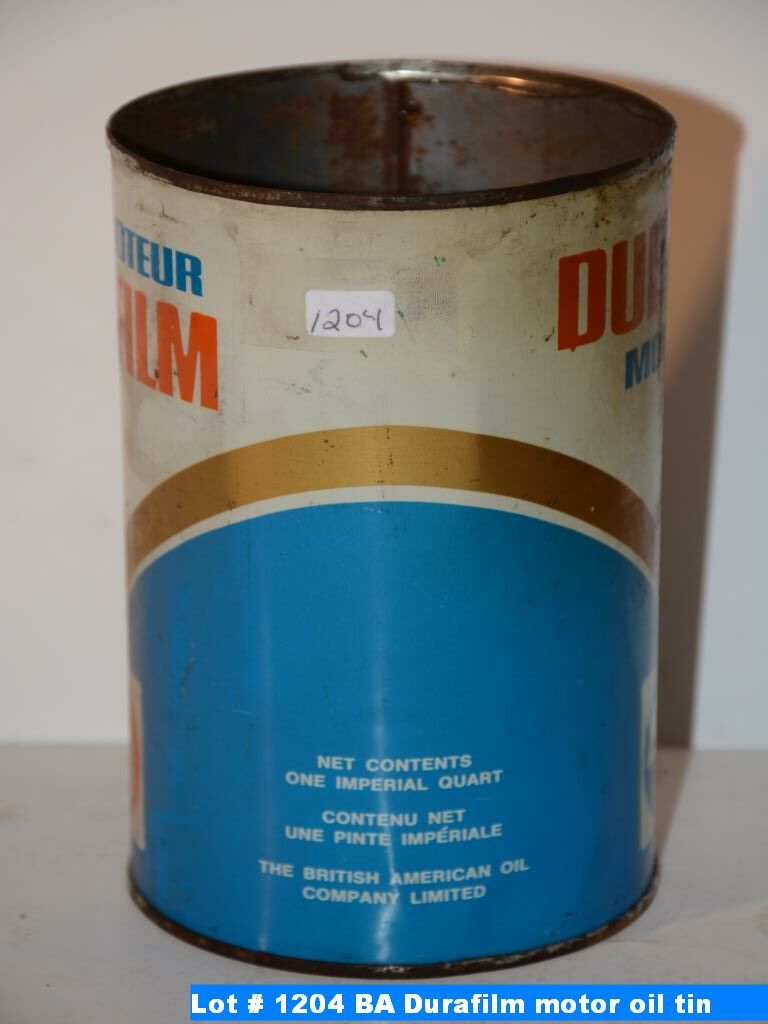 OTEUR
ILM
1204
DU
MO
NET CONTENTS
ONE IMPERIAL QUART
CONTENU NET
UNE PINTE IMPÉRIALE
THE BRITISH AMERICAN OIL
COMPANY LIMITED
Lot # 1204 BA Durafilm motor oil tin